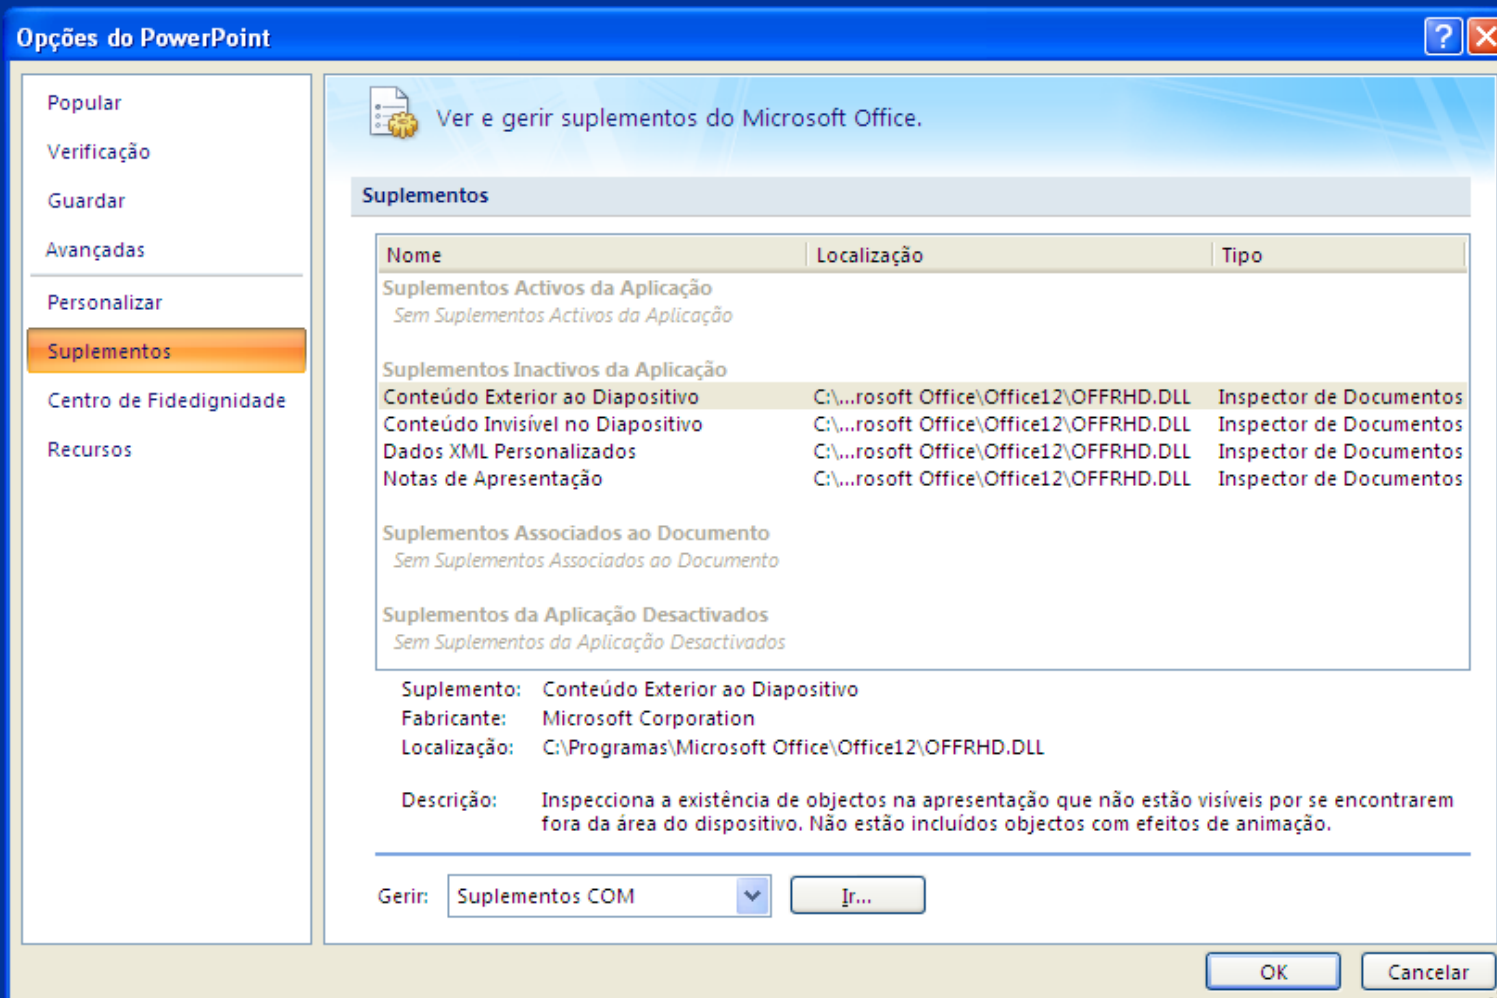 Opções do PowerPoint
Popular
Verificação
Guardar
Avançadas
Personalizar
Suplementos
Centro de Fidedignidade
Recursos
Ver e gerir suplementos do Microsoft Office.
Suplementos
Nome Localização Tipo
Suplementos Activos da Aplicação
Sem Suplementos Activos da Aplicação
Suplementos Inactivos da Aplicação
Conteúdo Exterior ao Diapositivo C:\...rosoft Office\Office12\OFFRHD.DLL Inspector de Documentos
Conteúdo Invisível no Diapositivo C:\...rosoft Office\Office12\OFFRHD.DLL Inspector de Documentos
Dados XML Personalizados C:\...rosoft Office\Office12\OFFRHD.DLL Inspector de Documentos
Notas de Apresentação C:\...rosoft Office\Office12\OFFRHD.DLL Inspector de Documentos
Suplementos Associados ao Documento
Sem Suplementos Associados ao Documento
Suplementos da Aplicação Desactivados
Sem Suplementos da Aplicação Desactivados
Suplemento: Conteúdo Exterior ao Diapositivo
Fabricante: Microsoft Corporation
Localização: C:\Programas\Microsoft Office\Office12\OFFRHD.DLL
Descrição: Inspecciona a existência de objectos na apresentação que não estão visíveis por se encontrarem
fora da área do dispositivo. Não estão incluídos objectos com efeitos de animação.
Gerir: Suplementos COM Ir...
OK Cancelar